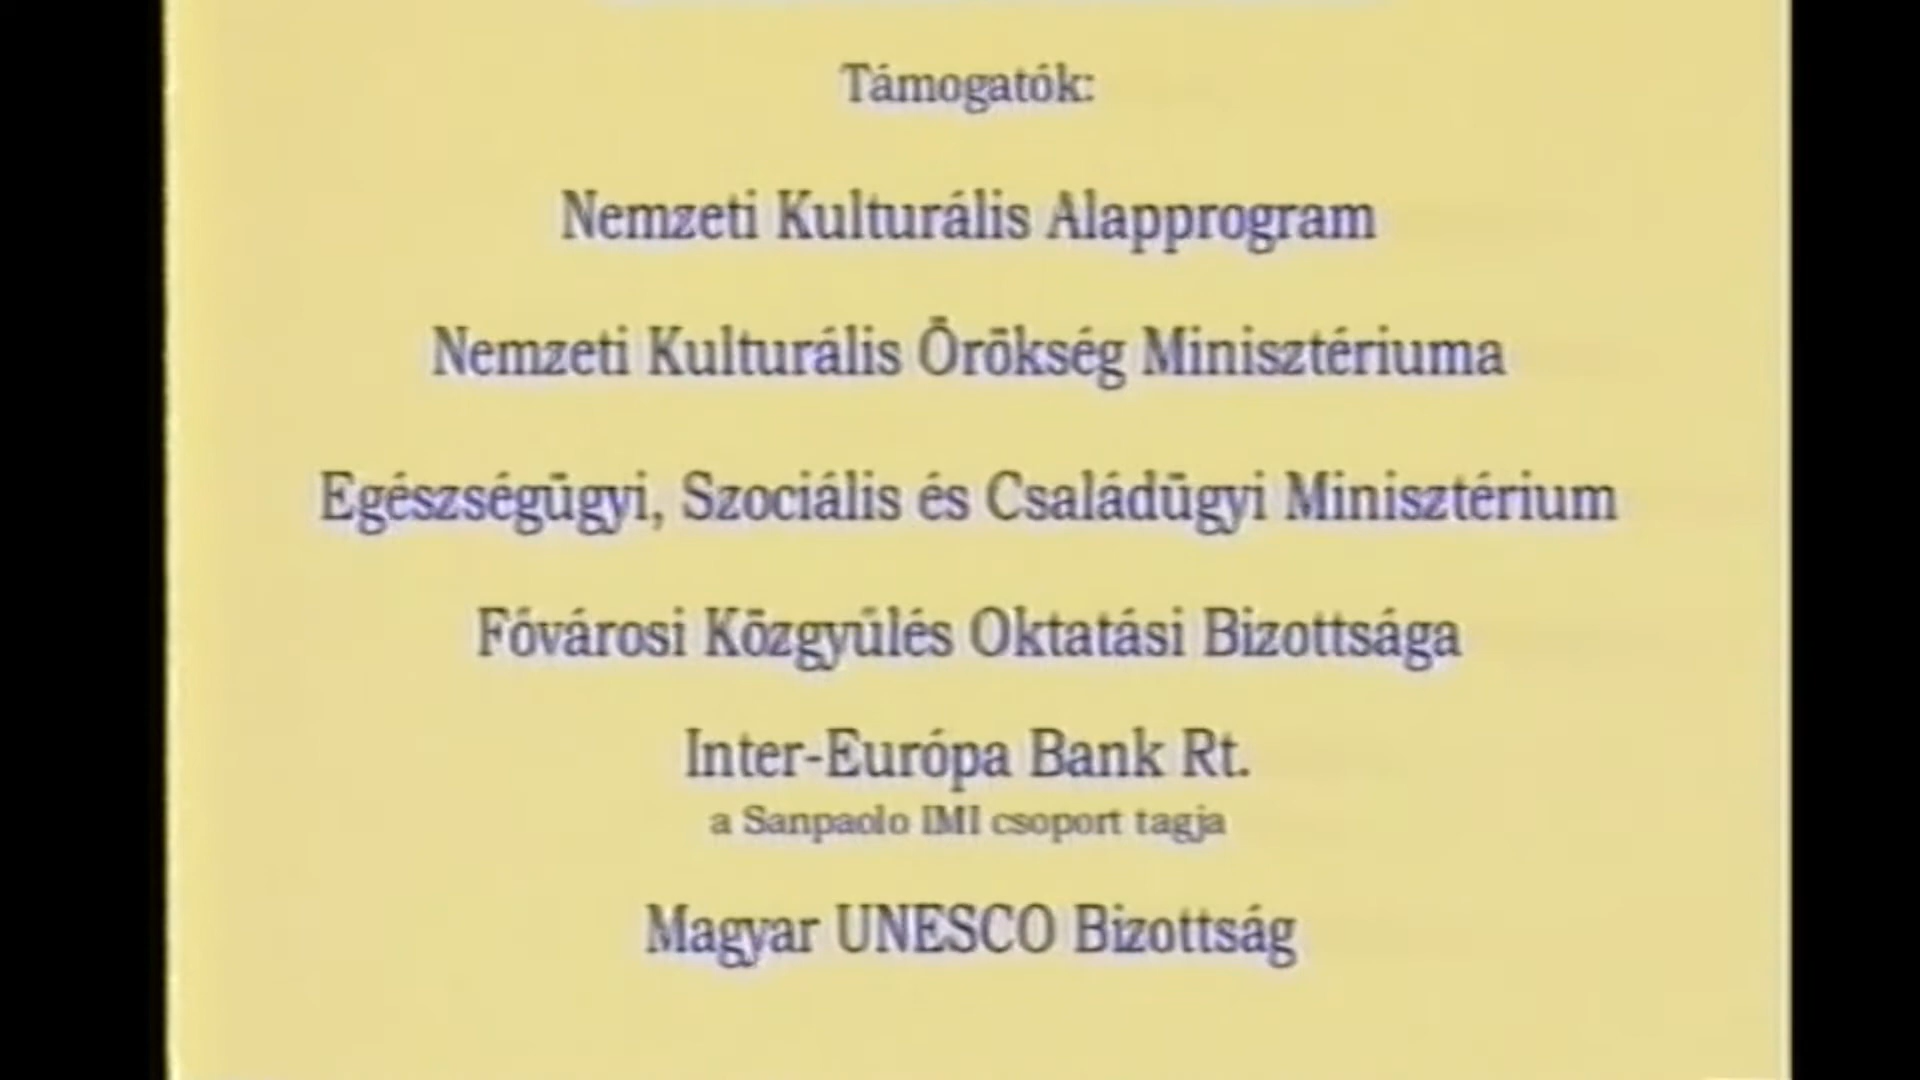 Támogatók:
Nemzeti Kulturális Alapprogram
Nemzeti Kulturális Örökség Minisztériuma
Egészségügyi, Szociális és Családügyi Minisztérium
Fővárosi Közgyűlés Oktatási Bizottsága
Inter-Európa Bank Rt.
a Sanpaolo IMI csoport tagja
Magyar UNESCO Bizottság